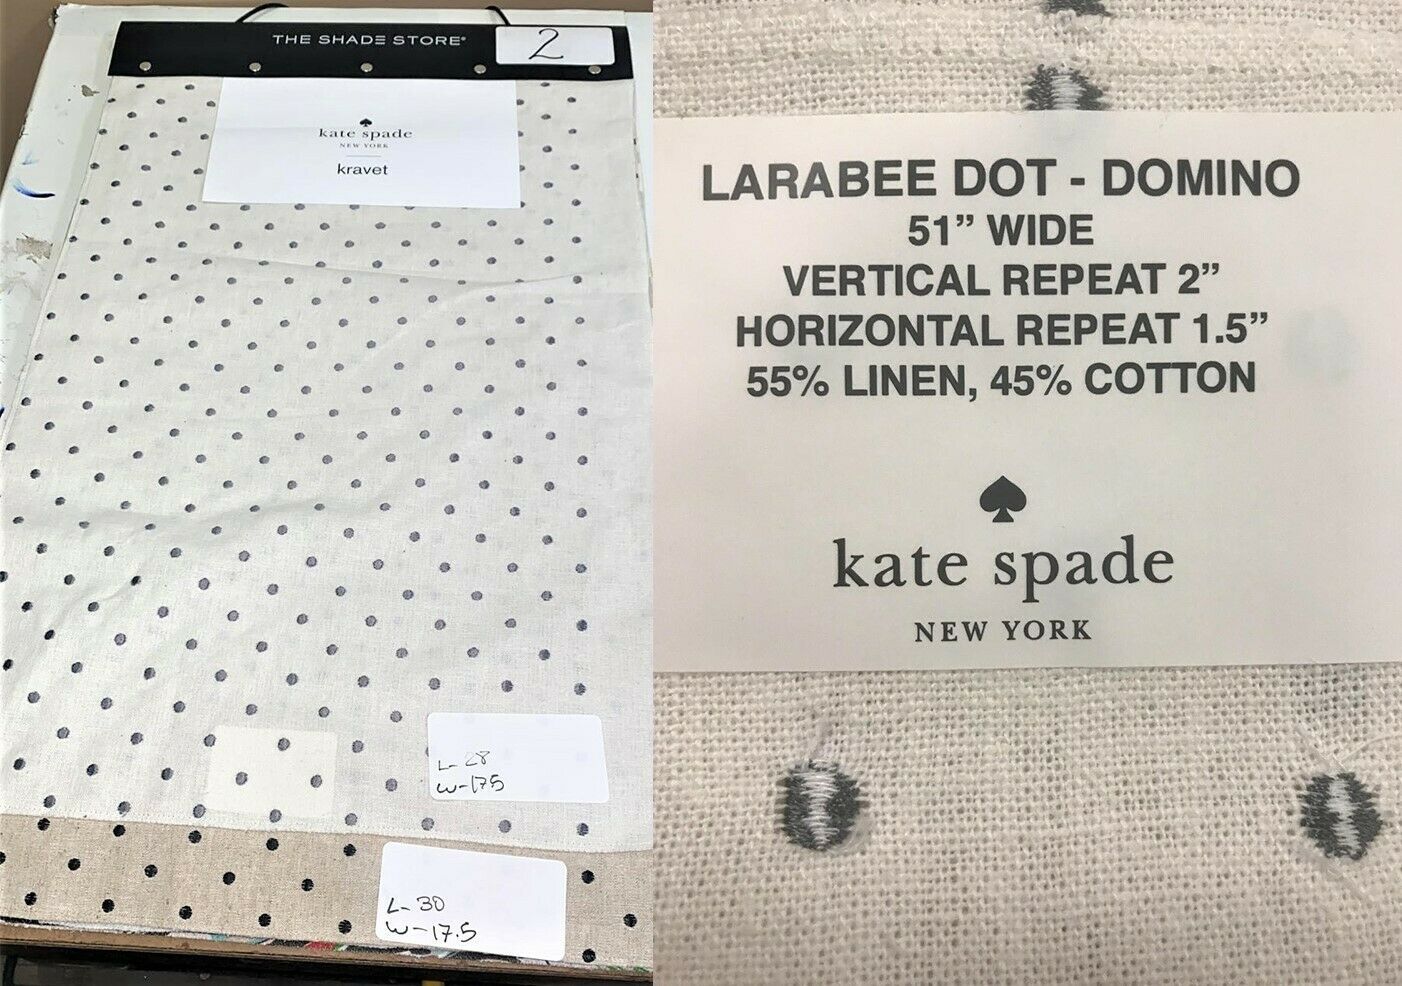 THE SHADE STORE®
2
kate spade
NEW YORK
kravet
L- 28
W-17.5
L-30
W-17.5
LARABEE DOT - DOMINO
51” WIDE
VERTICAL REPEAT 2”
HORIZONTAL REPEAT 1.5”
55% LINEN, 45% COTTON
kate spade
NEW YORK